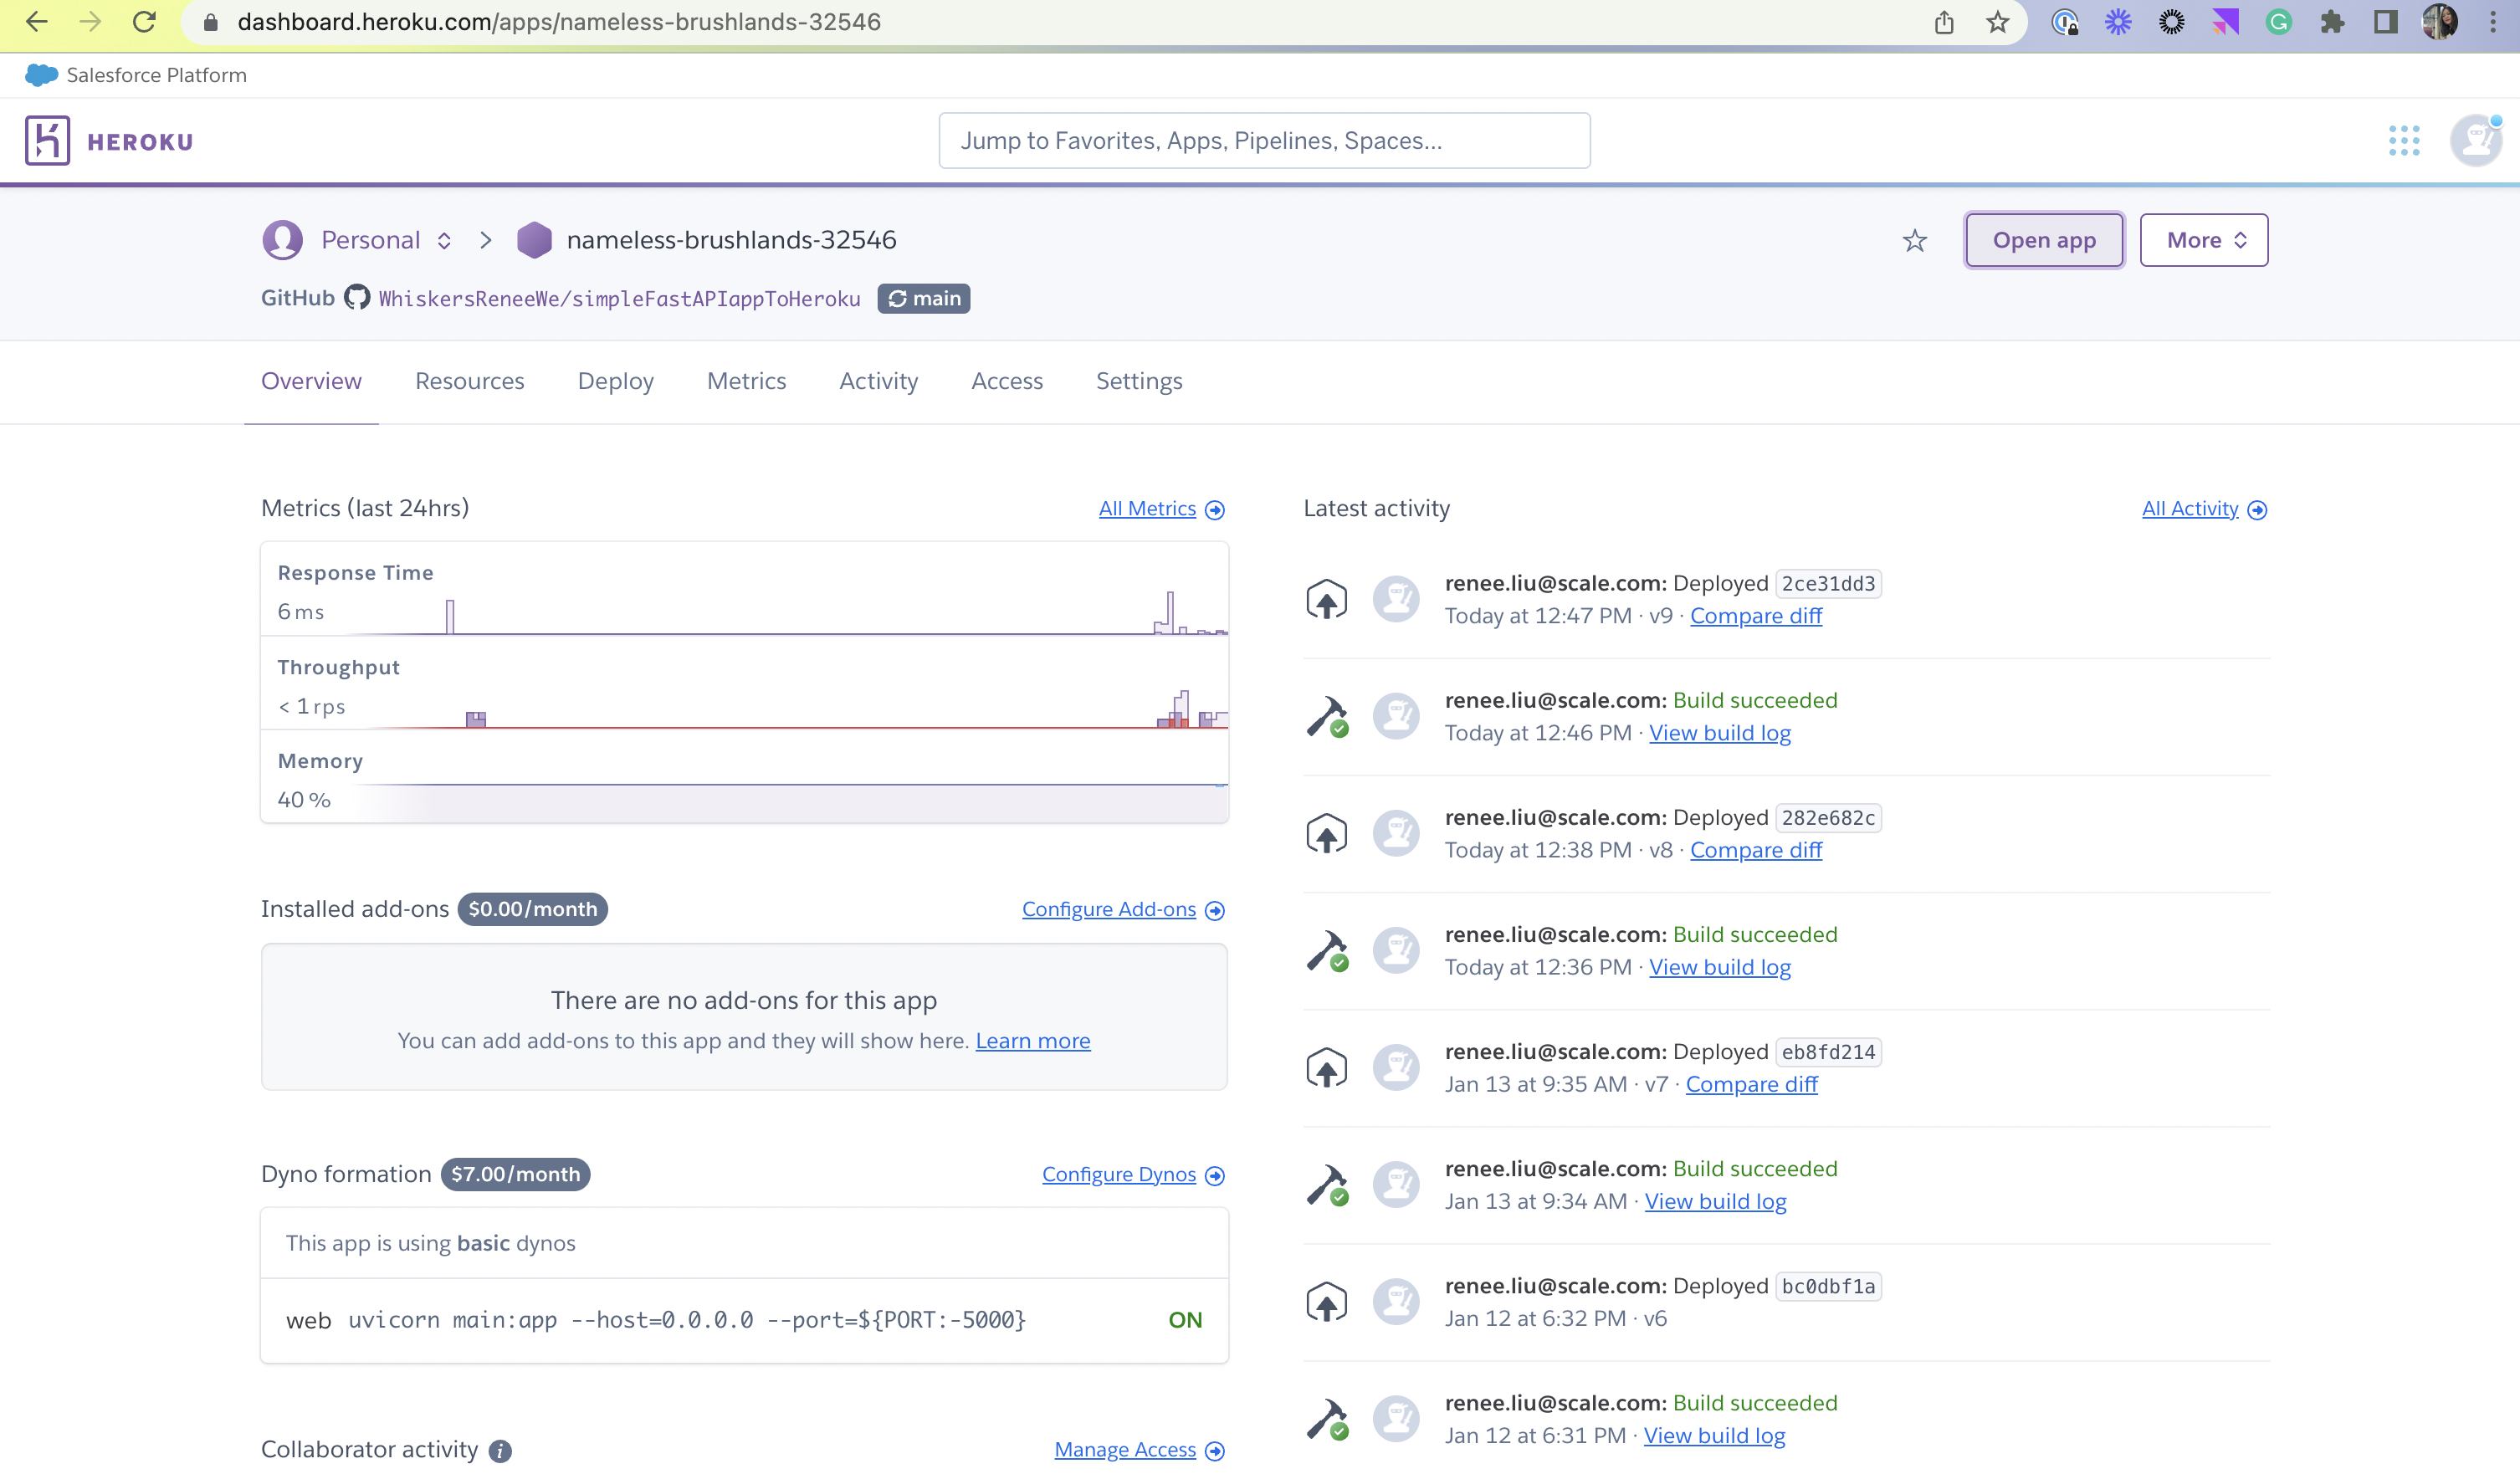 dashboard.heroku.com/apps/nameless-brushlands-32546
Salesforce Platform
HEROKU
Jump to Favorites, Apps, Pipelines, Spaces...
Personal
nameless-brushlands-32546
Open app
More
GitHub WhiskersReneeWe/simpleFastAPIappToHeroku main
Overview Resources Deploy Metrics Activity Access Settings
Metrics (last 24hrs)
All Metrics
Response Time
6 ms
Throughput
< 1 rps
Memory
40 %
Installed add-ons $0.00/month
Configure Add-ons
There are no add-ons for this app
You can add add-ons to this app and they will show here. Learn more
Dyno formation $7.00/month
Configure Dynos
This app is using basic dynos
web uvicorn main:app --host=0.0.0.0 --port=${PORT:-5000} ON
Collaborator activity
Manage Access
Latest activity
All Activity
renee.liu@scale.com: Deployed 2ce31dd3
Today at 12:47 PM · v9 · Compare diff
renee.liu@scale.com: Build succeeded
Today at 12:46 PM · View build log
renee.liu@scale.com: Deployed 282e682c
Today at 12:38 PM · v8 · Compare diff
renee.liu@scale.com: Build succeeded
Today at 12:36 PM · View build log
renee.liu@scale.com: Deployed eb8fd214
Jan 13 at 9:35 AM · v7 · Compare diff
renee.liu@scale.com: Build succeeded
Jan 13 at 9:34 AM · View build log
renee.liu@scale.com: Deployed bc0dbf1a
Jan 12 at 6:32 PM · v6
renee.liu@scale.com: Build succeeded
Jan 12 at 6:31 PM · View build log